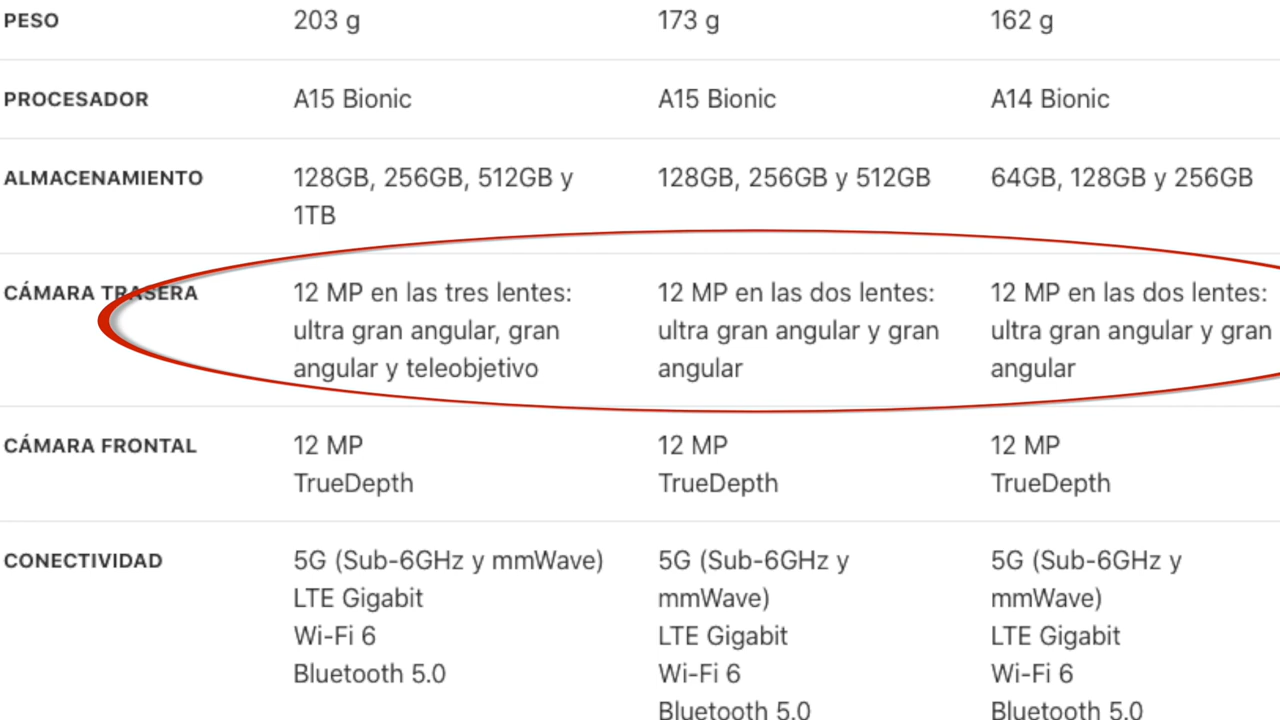 PESO 203 g 173 g 162 g
PROCESADOR A15 Bionic A15 Bionic A14 Bionic
ALMACENAMIENTO 128GB, 256GB, 512GB y 128GB, 256GB y 512GB 64GB, 128GB y 256GB
1TB
CÁMARA TRASERA 12 MP en las tres lentes: 12 MP en las dos lentes: 12 MP en las dos lentes:
ultra gran angular, gran ultra gran angular y gran ultra gran angular y gran
angular y teleobjetivo angular angular
CÁMARA FRONTAL 12 MP 12 MP 12 MP
TrueDepth TrueDepth TrueDepth
CONECTIVIDAD 5G (Sub-6GHz y mmWave) 5G (Sub-6GHz y 5G (Sub-6GHz y
LTE Gigabit mmWave) mmWave)
Wi-Fi 6 LTE Gigabit LTE Gigabit
Bluetooth 5.0 Wi-Fi 6 Wi-Fi 6
Bluetooth 5.0 Bluetooth 5.0